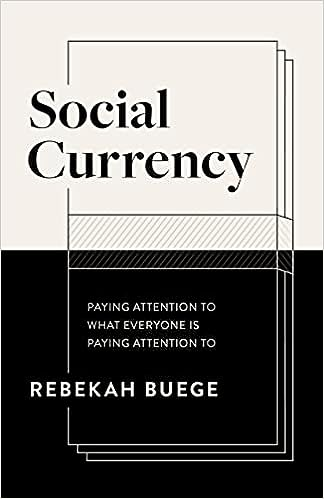 Social
Currency
PAYING ATTENTION TO
WHAT EVERYONE IS
PAYING ATTENTION TO
REBEKAH BUEGE